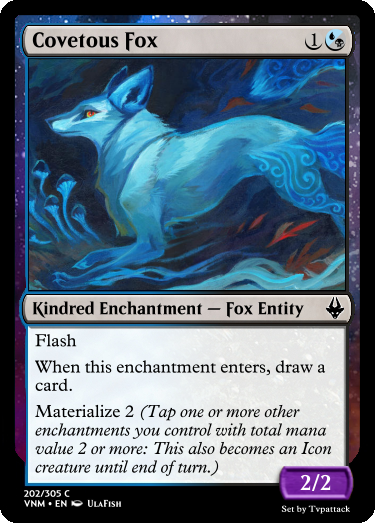 Covetous Fox 1
Kindred Enchantment — Fox Entity
Flash
When this enchantment enters, draw a
card.
Materialize 2 (Tap one or more other
enchantments you control with total mana
value 2 or more: This also becomes an Icon
creature until end of turn.)
2/2
202/305 C
VNM • EN UlaFish
Set by Tvpattack